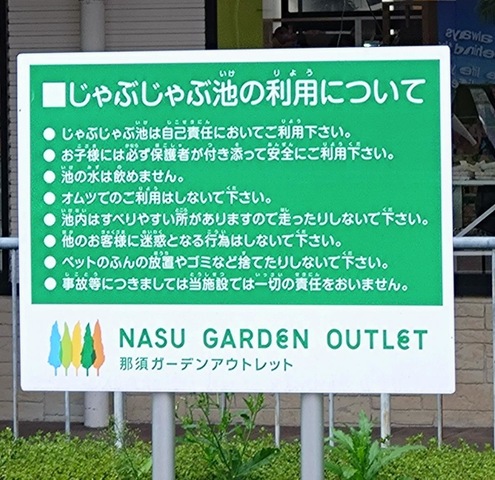 ■じゃぶじゃぶ池の利用について
●じゃぶじゃぶ池は自己責任においてご利用下さい。
●お子様には必ず保護者が付き添って安全にご利用下さい。
●池の水は飲めません。
●オムツでのご利用はしないで下さい。
●池内はすべりやすい所がありますので走ったりしないで下さい。
●他のお客様に迷惑となる行為はしないで下さい。
●ペットのふんの放置やゴミなど捨てたりしないで下さい。
●事故等につきましては当施設では一切の責任をおいません。
NASU GARDEN OUTLET
那須ガーデンアウトレット
always